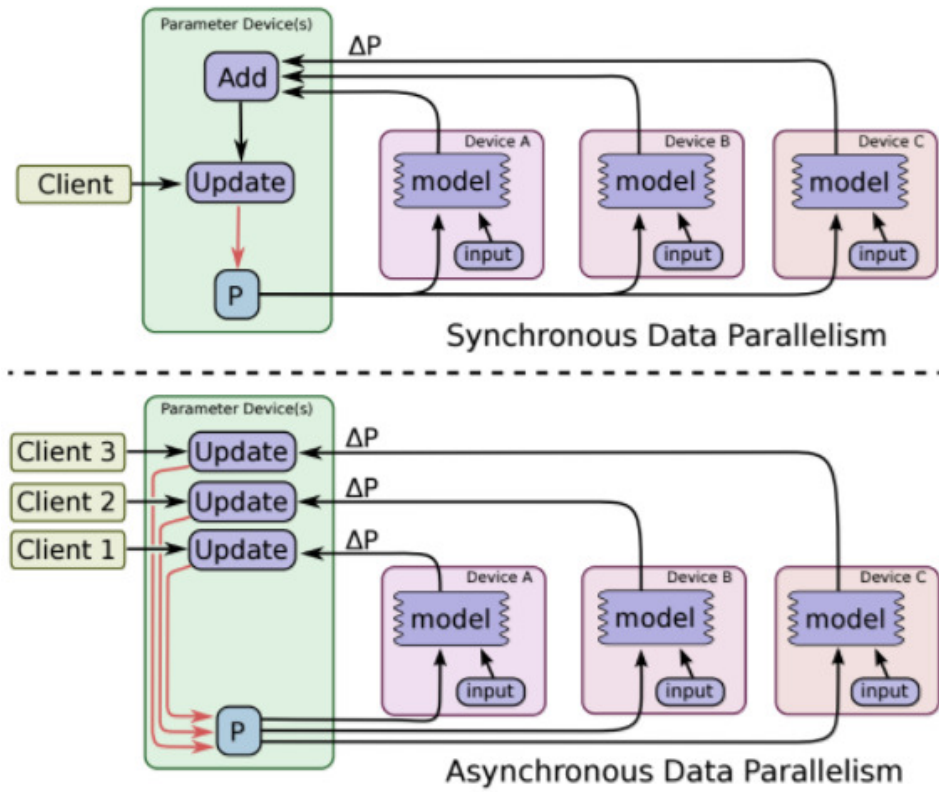 Parameter Device(s)
ΔP
Add
Device A
Device B
Device C
Client
Update
model
model
model
input
input
input
P
Synchronous Data Parallelism
Parameter Device(s)
Client 3
Update
ΔP
Client 2
Update
ΔP
Client 1
Update
ΔP
Device A
Device B
Device C
model
model
model
input
input
input
P
Asynchronous Data Parallelism